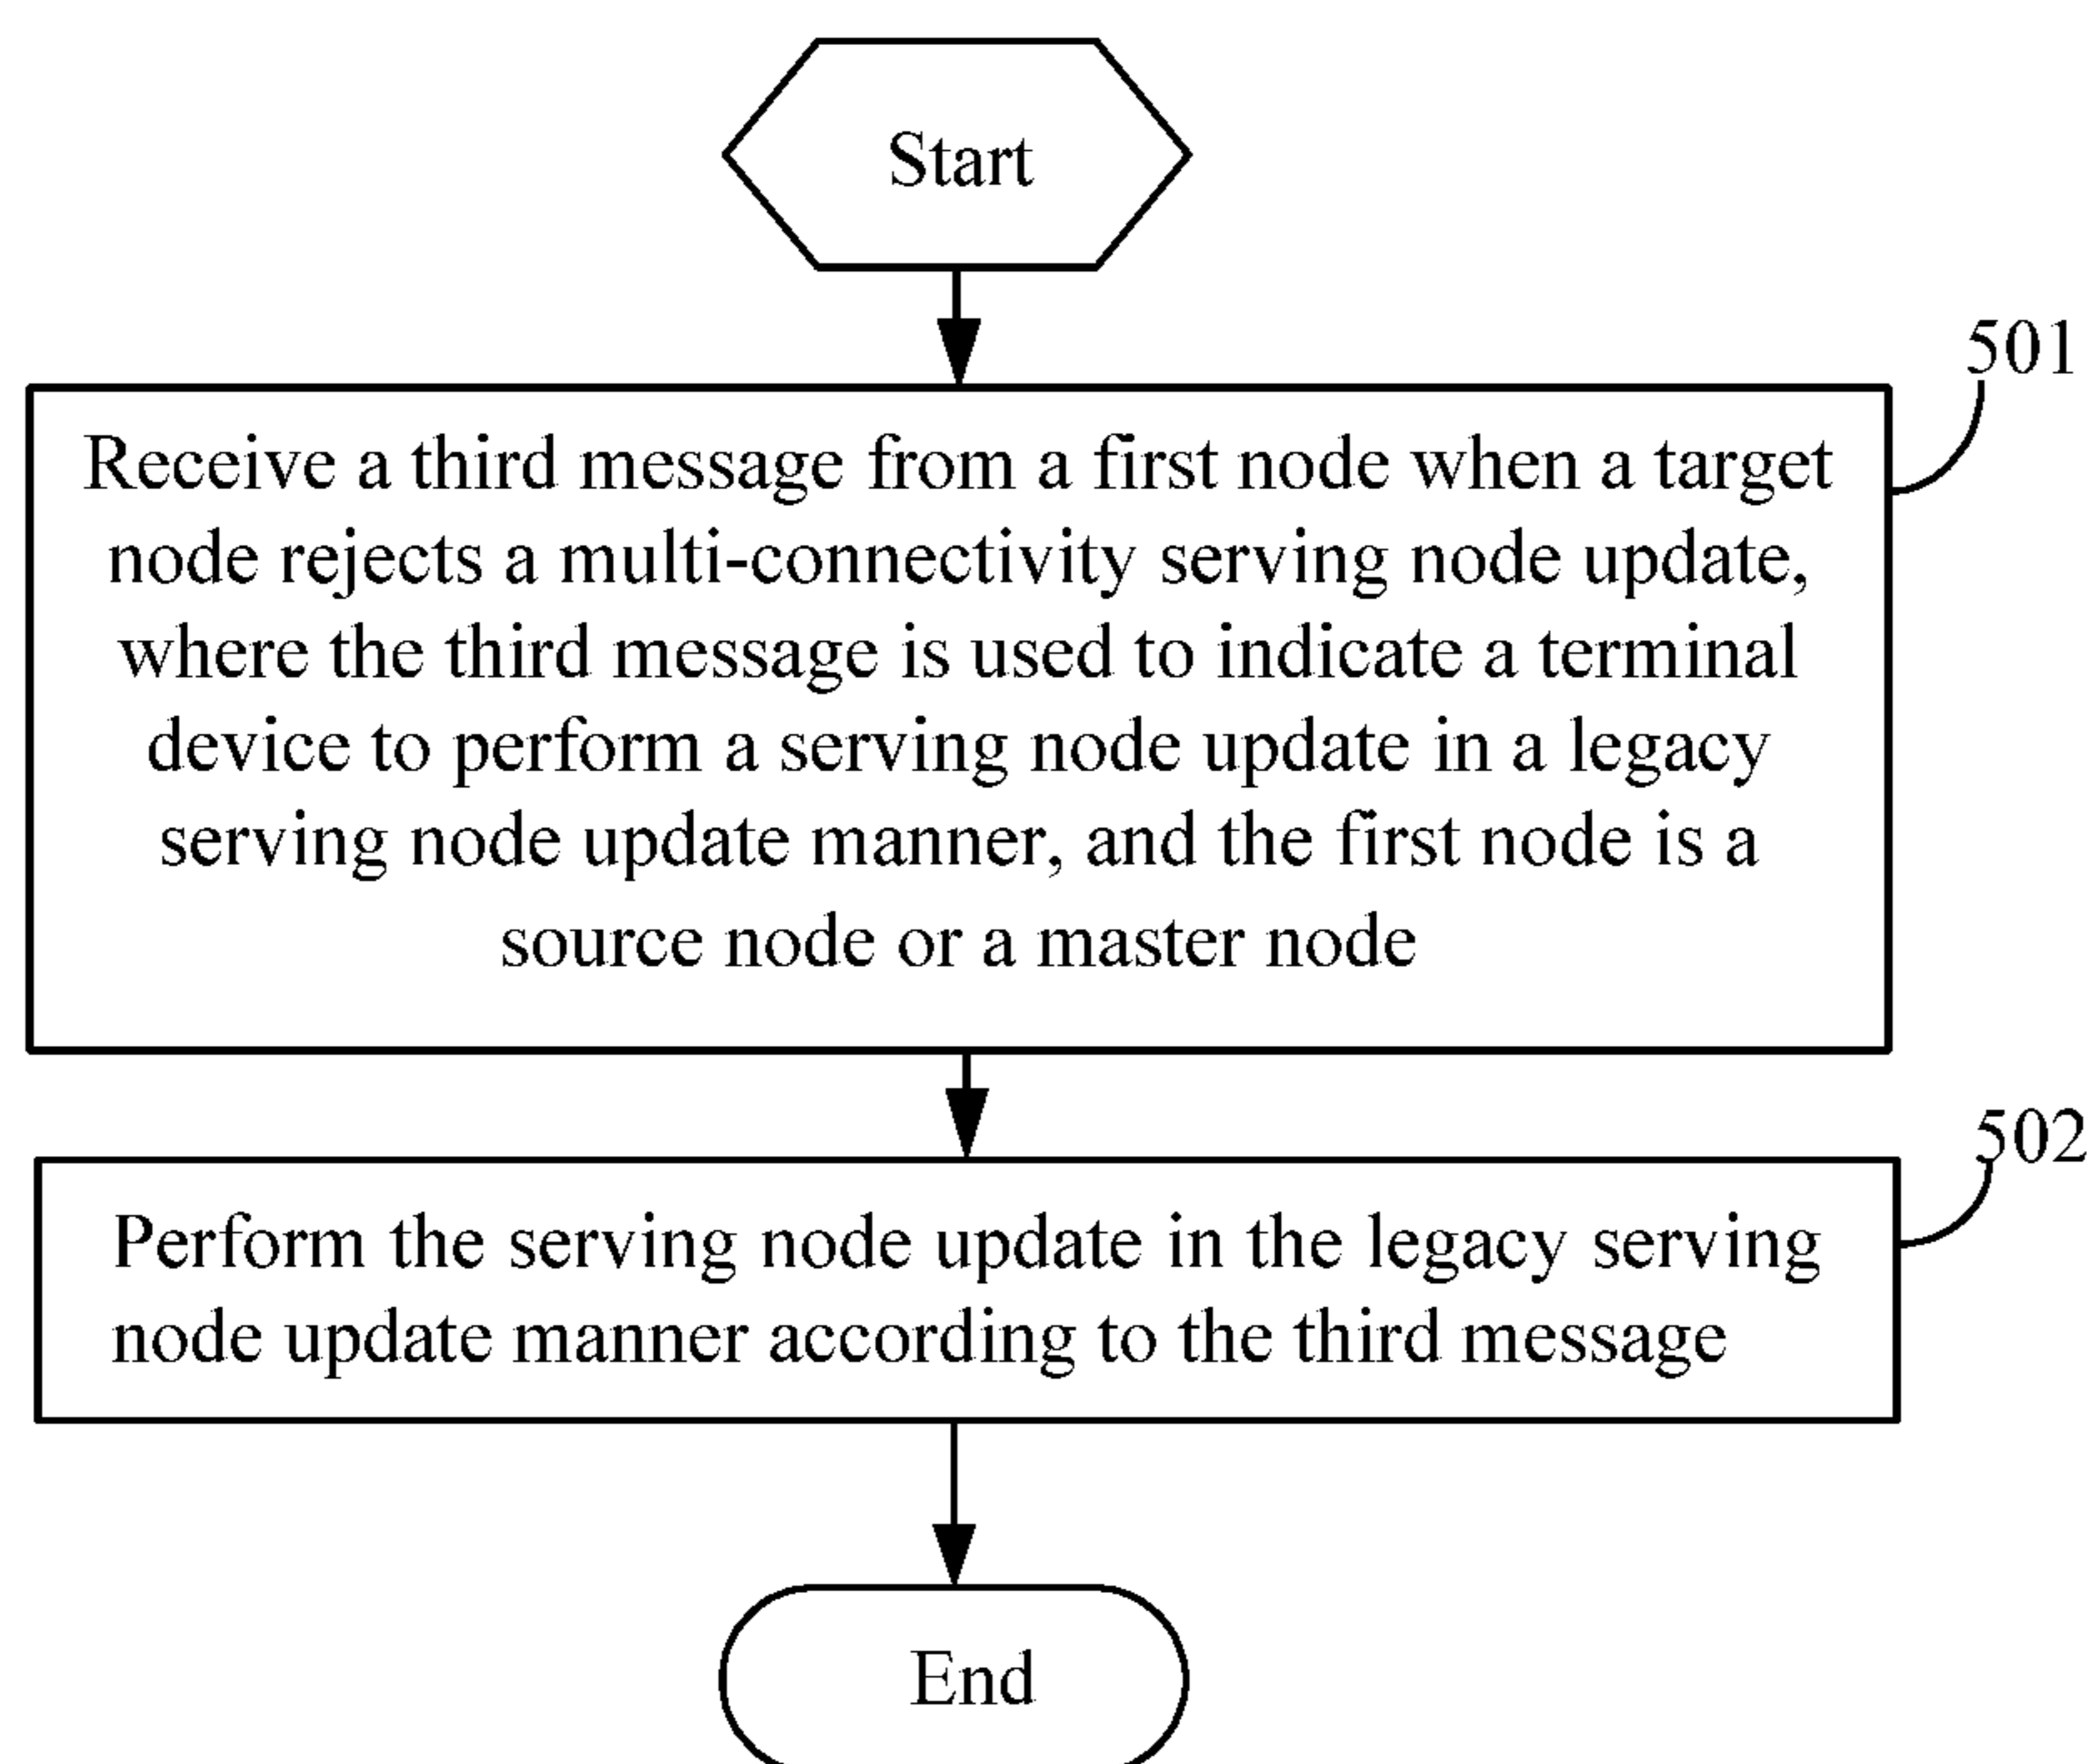 Start
501
Receive a third message from a first node when a target
node rejects a multi-connectivity serving node update,
where the third message is used to indicate a terminal
device to perform a serving node update in a legacy
serving node update manner, and the first node is a
source node or a master node
502
Perform the serving node update in the legacy serving
node update manner according to the third message
End